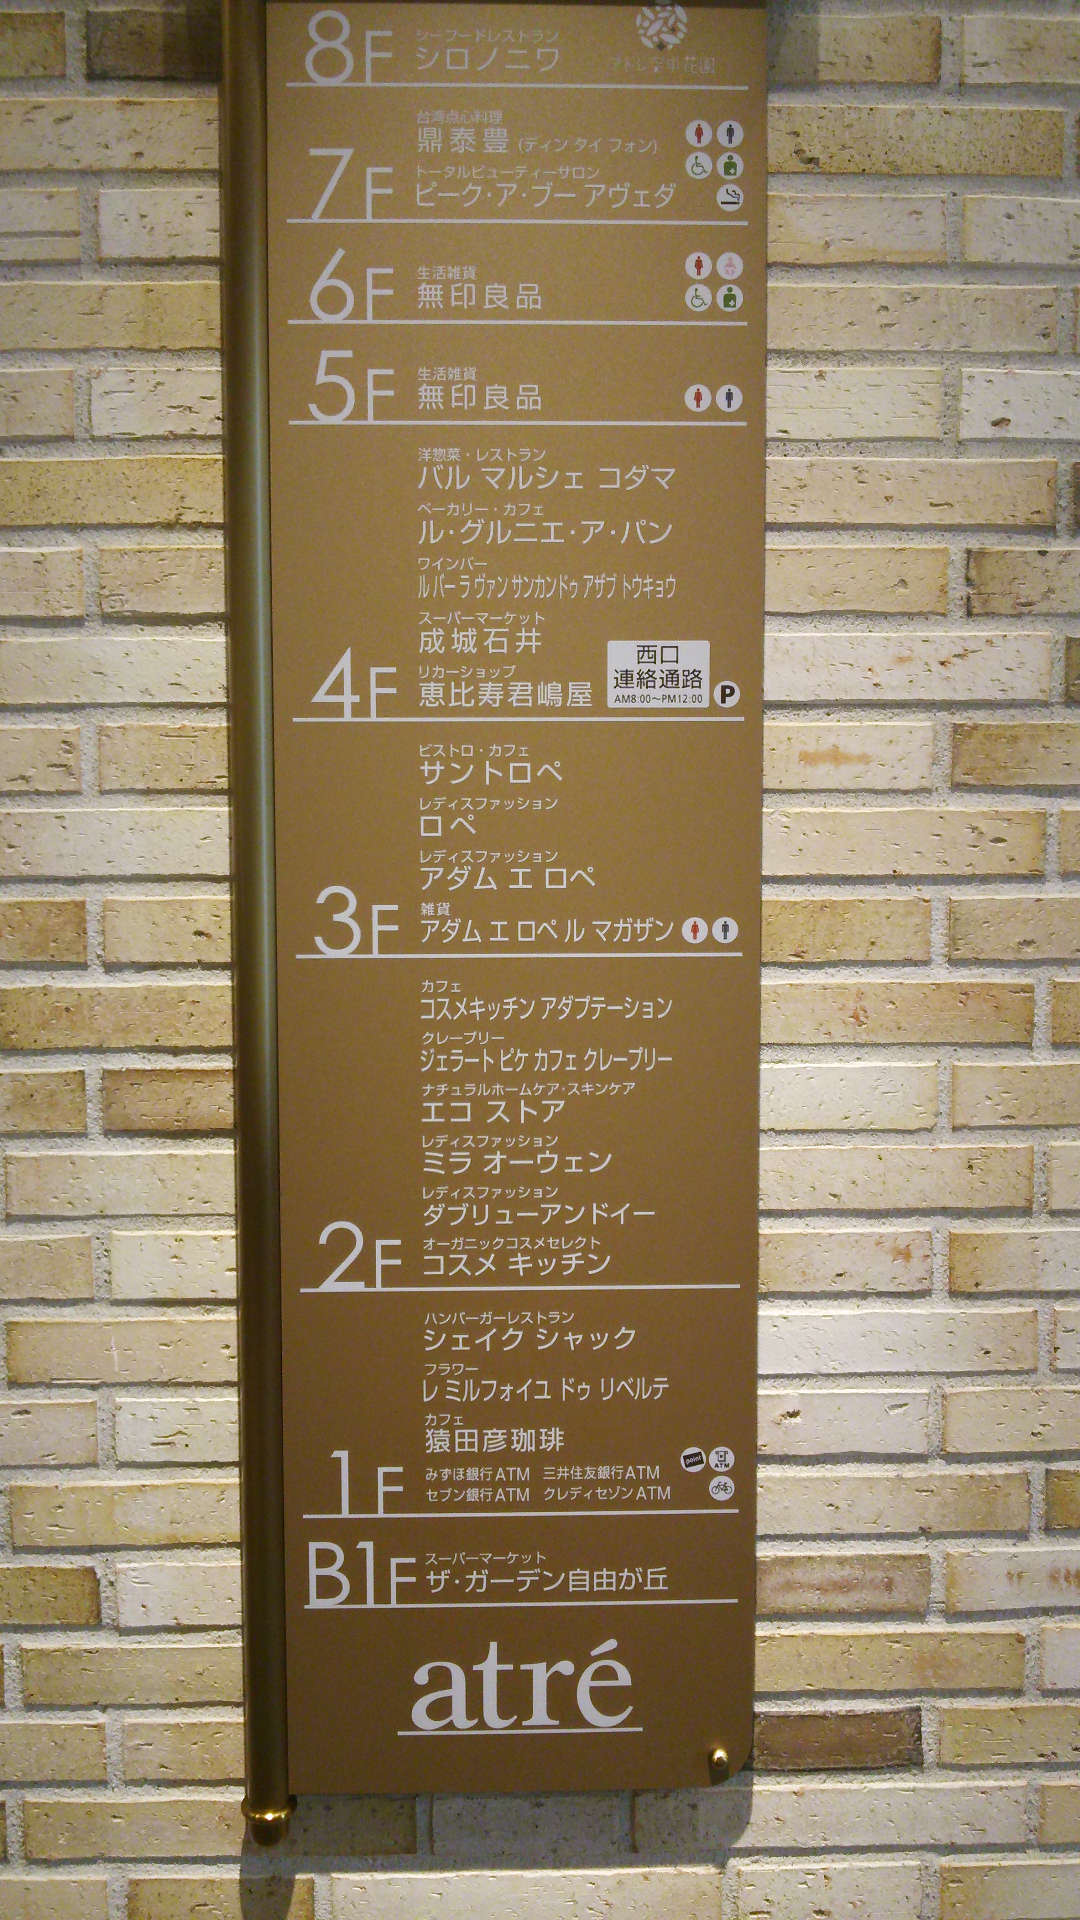 8F
シーフードレストラン
シロノニワ
アトレ空中花園
7F
台湾点心料理
鼎泰豊 (ディン タイ フォン)
トータルビューティーサロン
ピーク・ア・ブー アヴェダ
6F
生活雑貨
無印良品
5F
生活雑貨
無印良品
4F
洋惣菜・レストラン
バル マルシェ コダマ
ベーカリー・カフェ
ル・グルニエ・ア・パン
ワインバー
ル バー ラ ヴァン サンカンドゥ アザブ トウキョウ
スーパーマーケット
成城石井
リカーショップ
恵比寿君嶋屋
西口
連絡通路
AM8:00〜PM12:00
P
3F
ビストロ・カフェ
サントロペ
レディスファッション
ロペ
レディスファッション
アダム エ ロペ
雑貨
アダム エ ロペ ル マガザン
2F
カフェ
コスメキッチン アダプテーション
クレープリー
ジェラート ピケ カフェ クレープリー
ナチュラルホームケア・スキンケア
エコ ストア
レディスファッション
ミラ オーウェン
レディスファッション
ダブリューアンドイー
オーガニックコスメセレクト
コスメ キッチン
1F
ハンバーガーレストラン
シェイク シャック
フラワー
レ ミルフォイユ ドゥ リベルテ
カフェ
猿田彦珈琲
みずほ銀行ATM 三井住友銀行ATM
セブン銀行ATM クレディセゾンATM
point
ATM
B1F
スーパーマーケット
ザ・ガーデン自由が丘
atré